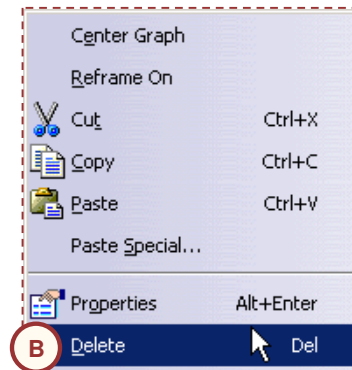 Center Graph
Reframe On
Cut Ctrl+X
Copy Ctrl+C
Paste Ctrl+V
Paste Special...
Properties Alt+Enter
B Delete Del